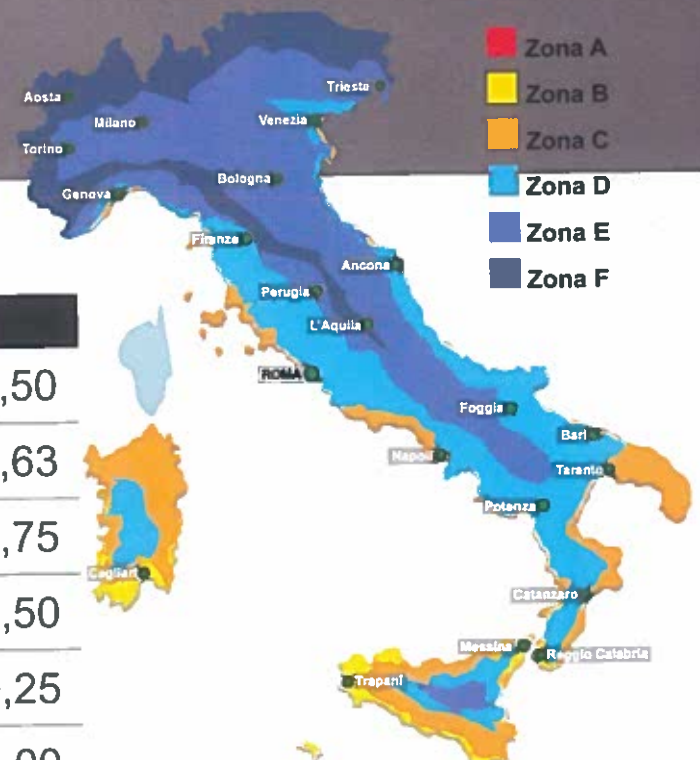 Zona A
Zona B
Zona C
Zona D
Zona E
Zona F
Aosta
Milano
Torino
Genova
Trieste
Venezia
Bologna
Firenze
Ancona
Perugia
L'Aquila
ROMA
Foggia
Bari
Napoli
Taranto
Potenza
Cagliari
Catanzaro
Messina
Reggio Calabria
Trapani
,50
,63
,75
,50
,25